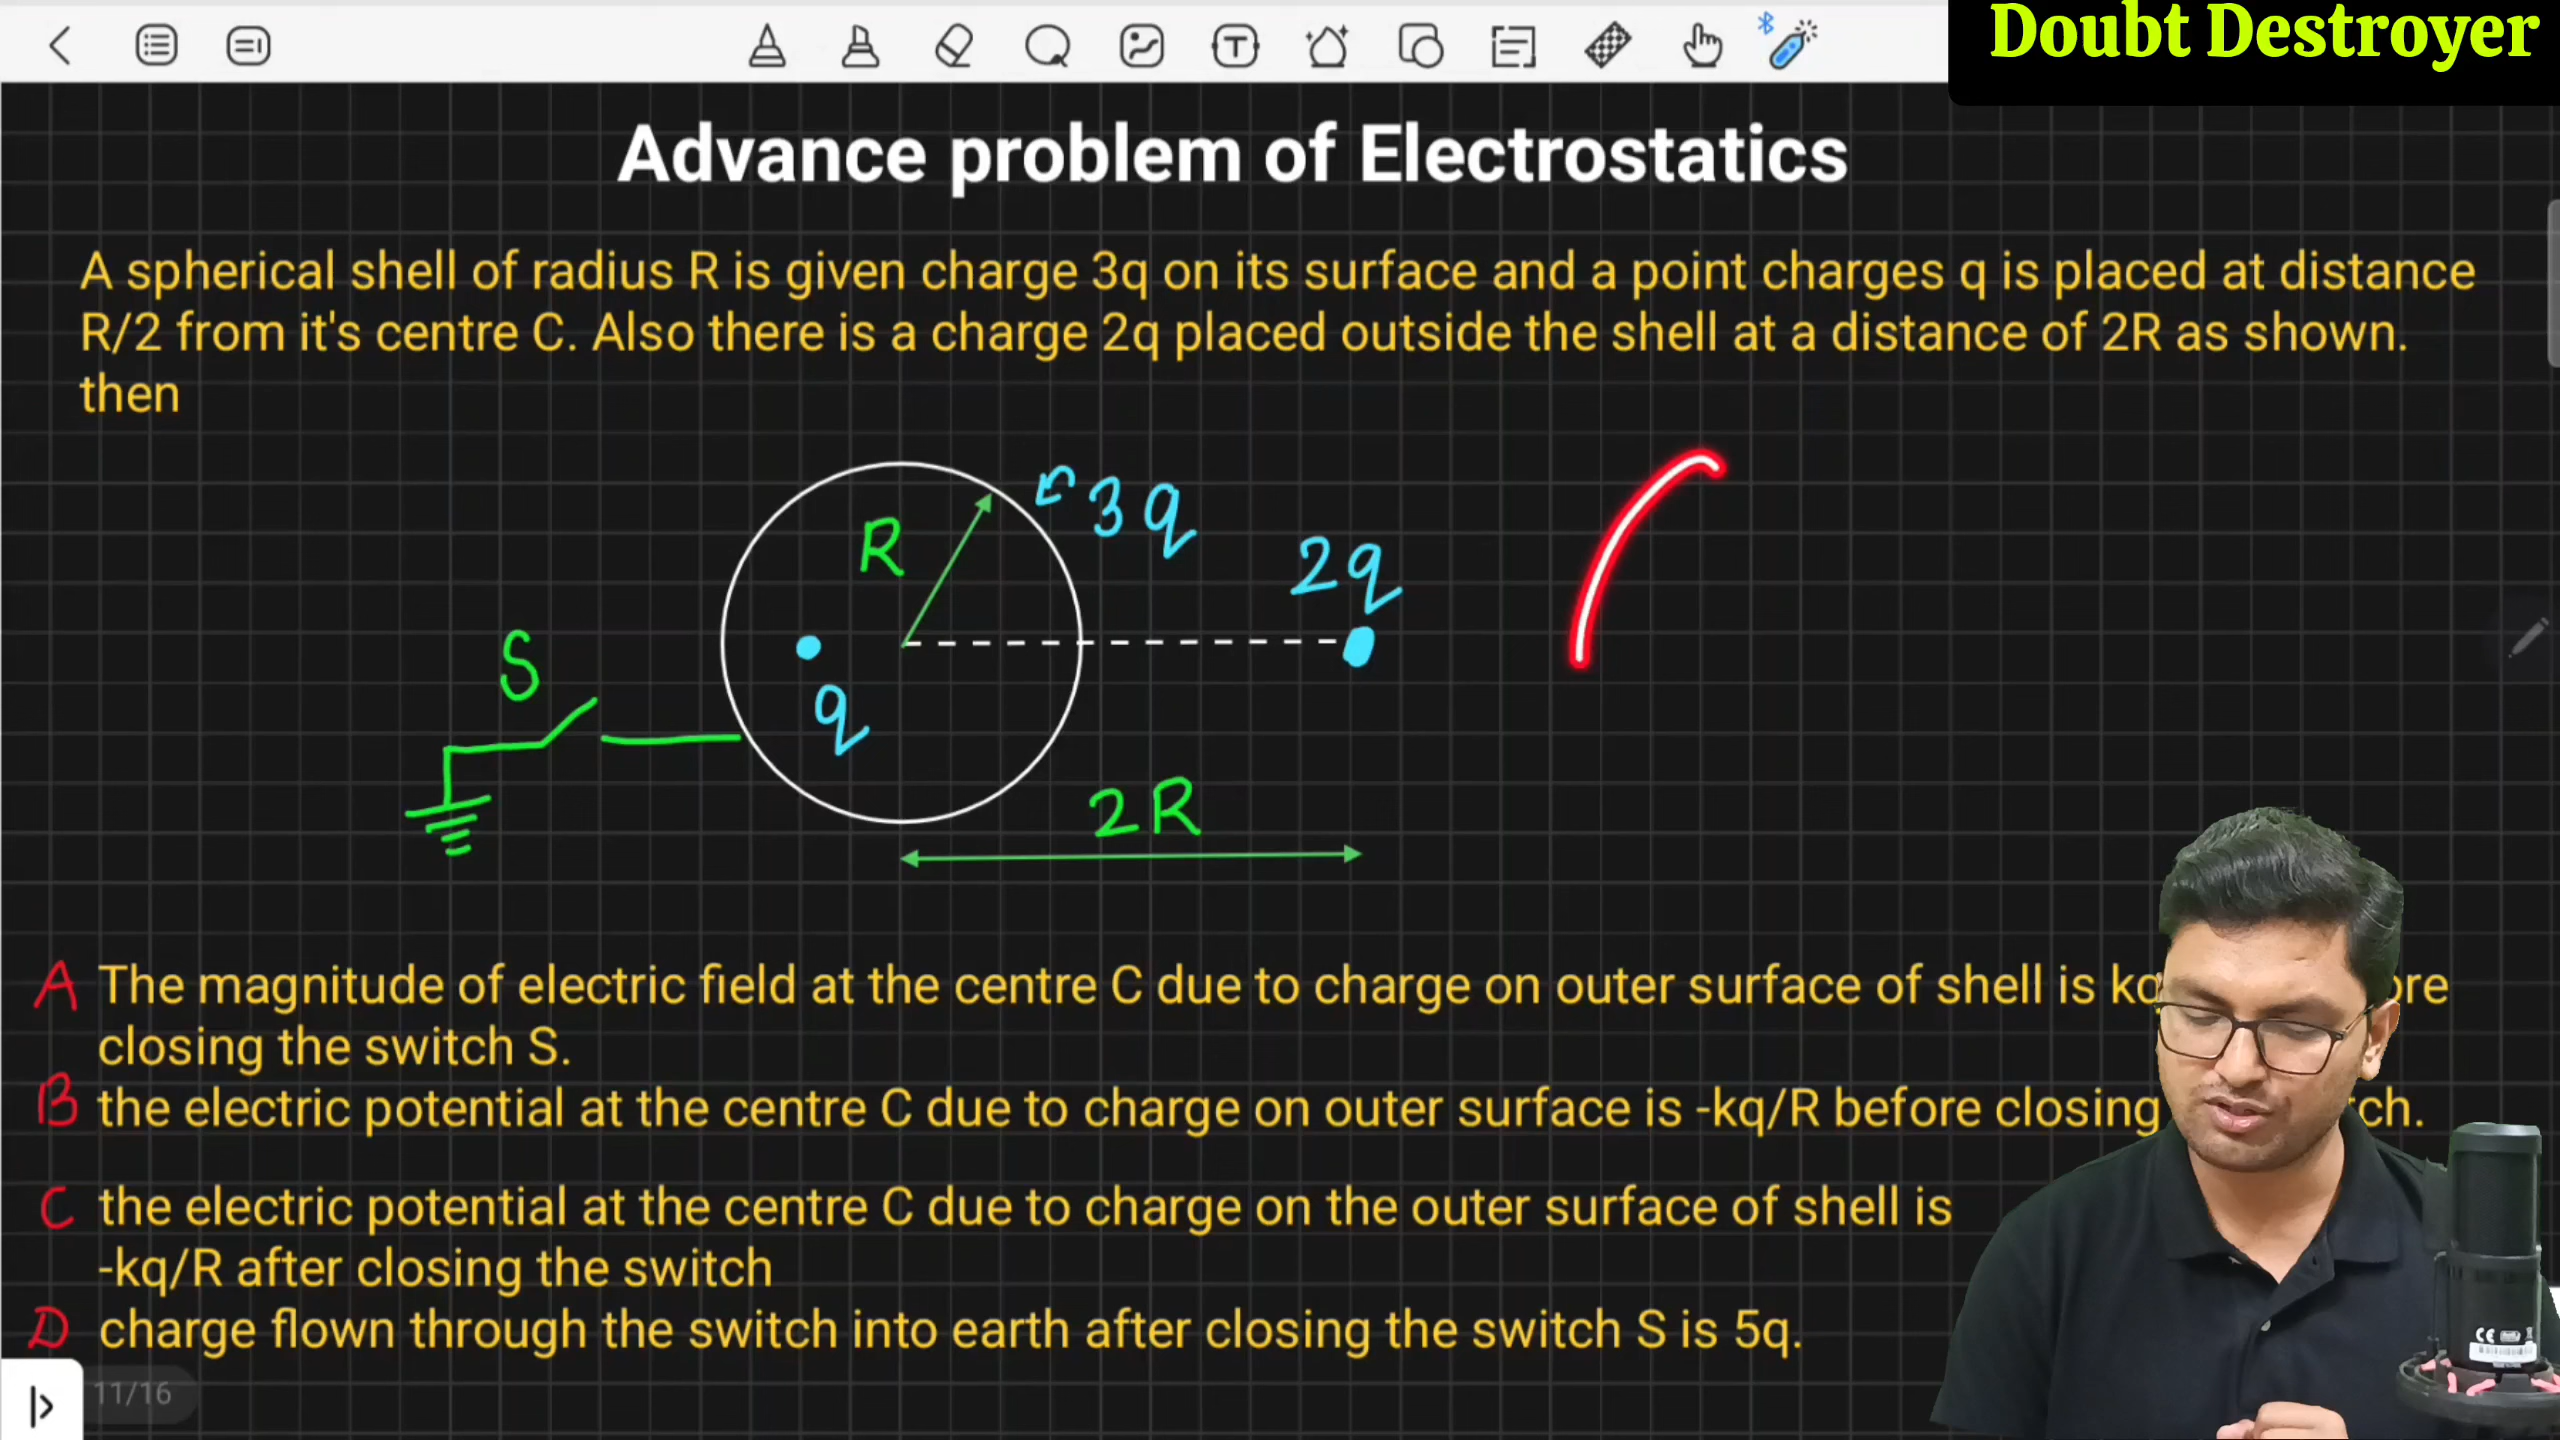 Doubt Destroyer
Advance problem of Electrostatics
A spherical shell of radius R is given charge 3q on its surface and a point charges q is placed at distance
R/2 from it's centre C. Also there is a charge 2q placed outside the shell at a distance of 2R as shown.
then
3q
R
2q
S
q
2R
A The magnitude of electric field at the centre C due to charge on outer surface of shell is
closing the switch S.
B the electric potential at the centre C due to charge on outer surface is -kq/R before closing
C the electric potential at the centre C due to charge on the outer surface of shell is
-kq/R after closing the switch
D charge flown through the switch into earth after closing the switch S is 5q.
11/16